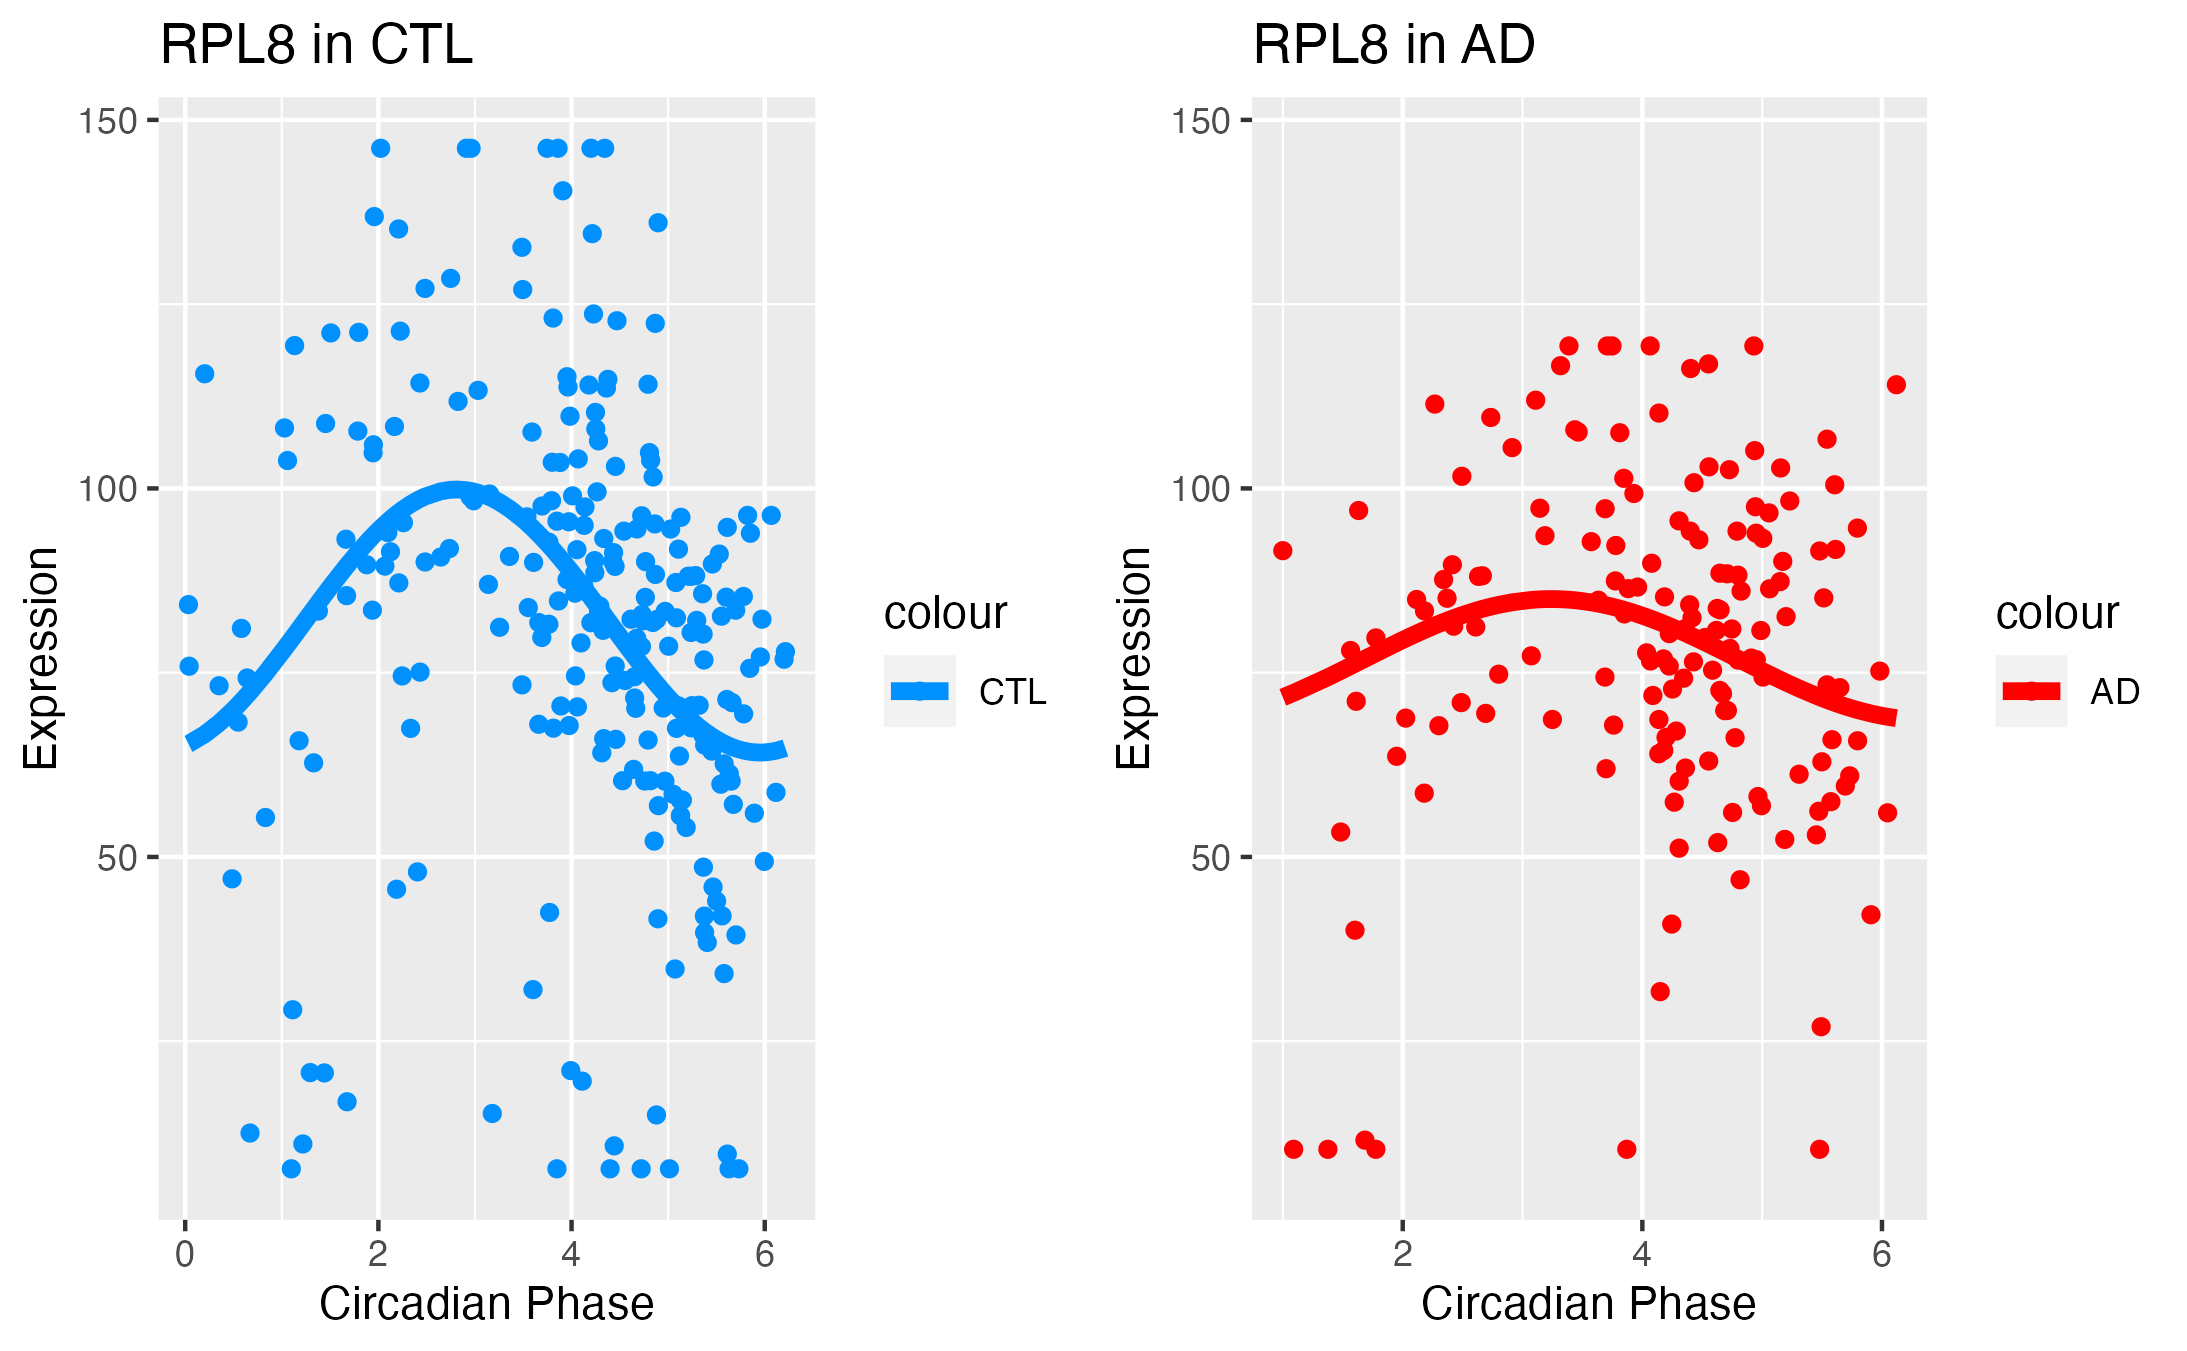 RPL8 in CTL
150
100
50
Expression
0
2
4
6
Circadian Phase
colour
CTL
RPL8 in AD
150
100
50
Expression
2
4
6
Circadian Phase
colour
AD